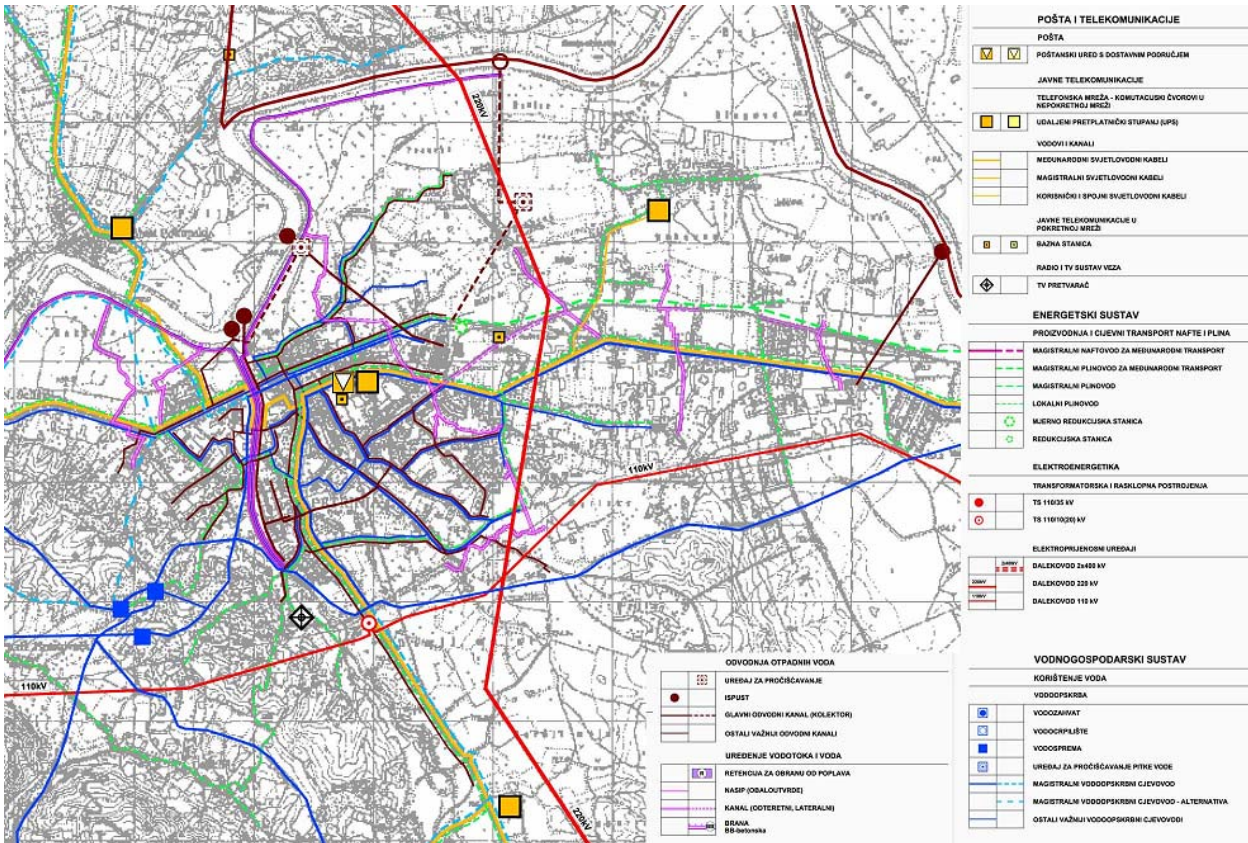 220kV
110kV
110kV
220kV
POŠTA I TELEKOMUNIKACIJE
POŠTA
POŠTANSKI URED S DOSTAVNIM PODRUČJEM
JAVNE TELEKOMUNIKACIJE
TELEFONSKA MREŽA - KOMUTACIJSKI ČVOROVI U
NEPOKRETNOJ MREŽI
UDALJENI PRETPLATNIČKI STUPANJ (UPS)
VODOVI I KANALI
MEĐUNARODNI SVJETLOVODNI KABELI
MAGISTRALNI SVJETLOVODNI KABELI
KORISNIČKI I SPOJNI SVJETLOVODNI KABELI
JAVNE TELEKOMUNIKACIJE U
POKRETNOJ MREŽI
BAZNA STANICA
RADIO I TV SUSTAV VEZA
TV PRETVARAČ
ENERGETSKI SUSTAV
PROIZVODNJA I CIJEVNI TRANSPORT NAFTE I PLINA
MAGISTRALNI NAFTOVOD ZA MEĐUNARODNI TRANSPORT
MAGISTRALNI PLINOVOD ZA MEĐUNARODNI TRANSPORT
MAGISTRALNI PLINOVOD
LOKALNI PLINOVOD
MJERNO REDUKCIJSKA STANICA
REDUKCIJSKA STANICA
ELEKTROENERGETIKA
TRANSFORMATORSKA I RASKLOPNA POSTROJENJA
TS 110/35 kV
TS 110/10(20) kV
ELEKTROPRIJENOSNI UREĐAJI
2x400kV
DALEKOVOD 2x400 kV
220kV
DALEKOVOD 220 kV
110kV
DALEKOVOD 110 kV
VODNOGOSPODARSKI SUSTAV
KORIŠTENJE VODA
VODOOPSKRBA
VODOZAHVAT
VODOCRPILIŠTE
VODOSPREMA
UREĐAJ ZA PROČIŠĆAVANJE PITKE VODE
MAGISTRALNI VODOOPSKRBNI CJEVOVOD
MAGISTRALNI VODOOPSKRBNI CJEVOVOD - ALTERNATIVA
OSTALI VAŽNIJI VODOOPSKRBNI CJEVOVODI
ODVODNJA OTPADNIH VODA
UREĐAJ ZA PROČIŠĆAVANJE
ISPUST
GLAVNI ODVODNI KANAL (KOLEKTOR)
OSTALI VAŽNIJI ODVODNI KANALI
UREĐENJE VODOTOKA I VODA
R
RETENCIJA ZA OBRANU OD POPLAVA
NASIP (OBALOUTVRDE)
KANAL (ODTERETNI, LATERALNI)
BB
BRANA
BB-betonska